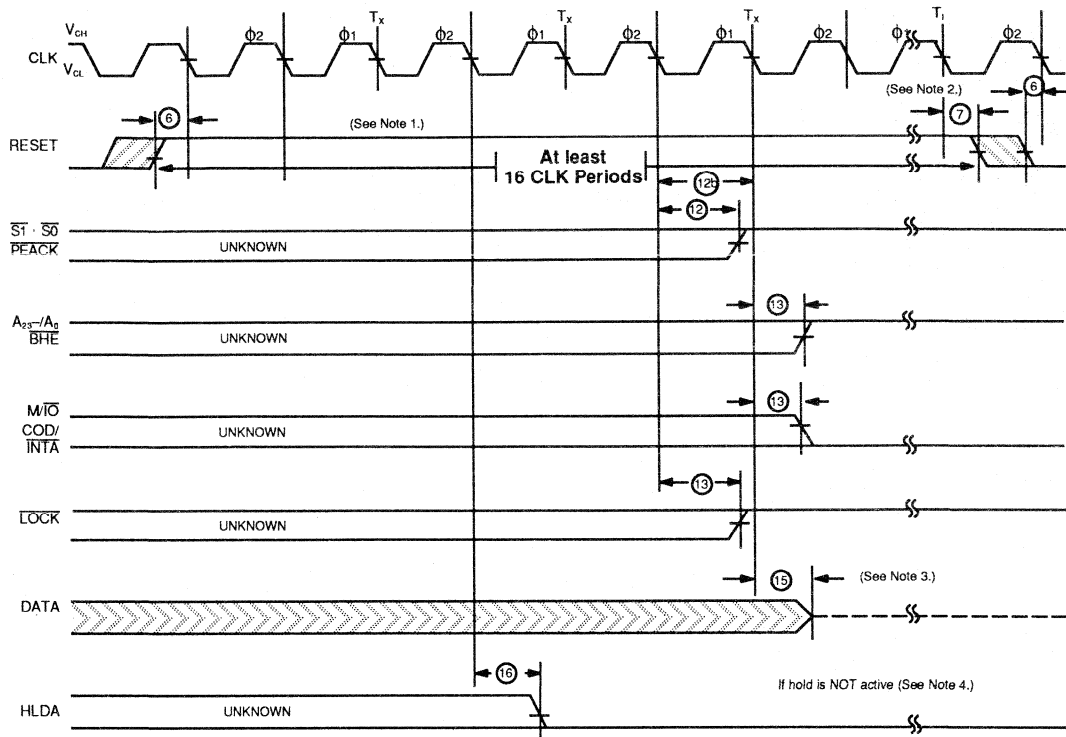 V_CH
CLK
V_CL
ϕ2 ϕ1 T_X ϕ2 ϕ1 T_X ϕ2 ϕ1 T_X ϕ2 T_I ϕ2
(See Note 2.)
6
7
6
(See Note 1.)
RESET
At least
16 CLK Periods
12b
12
S1 · S0
PEACK
UNKNOWN
13
A23–/A0
BHE
UNKNOWN
13
M/IO
COD/
INTA
UNKNOWN
13
LOCK
UNKNOWN
15
(See Note 3.)
DATA
16
If hold is NOT active (See Note 4.)
HLDA
UNKNOWN